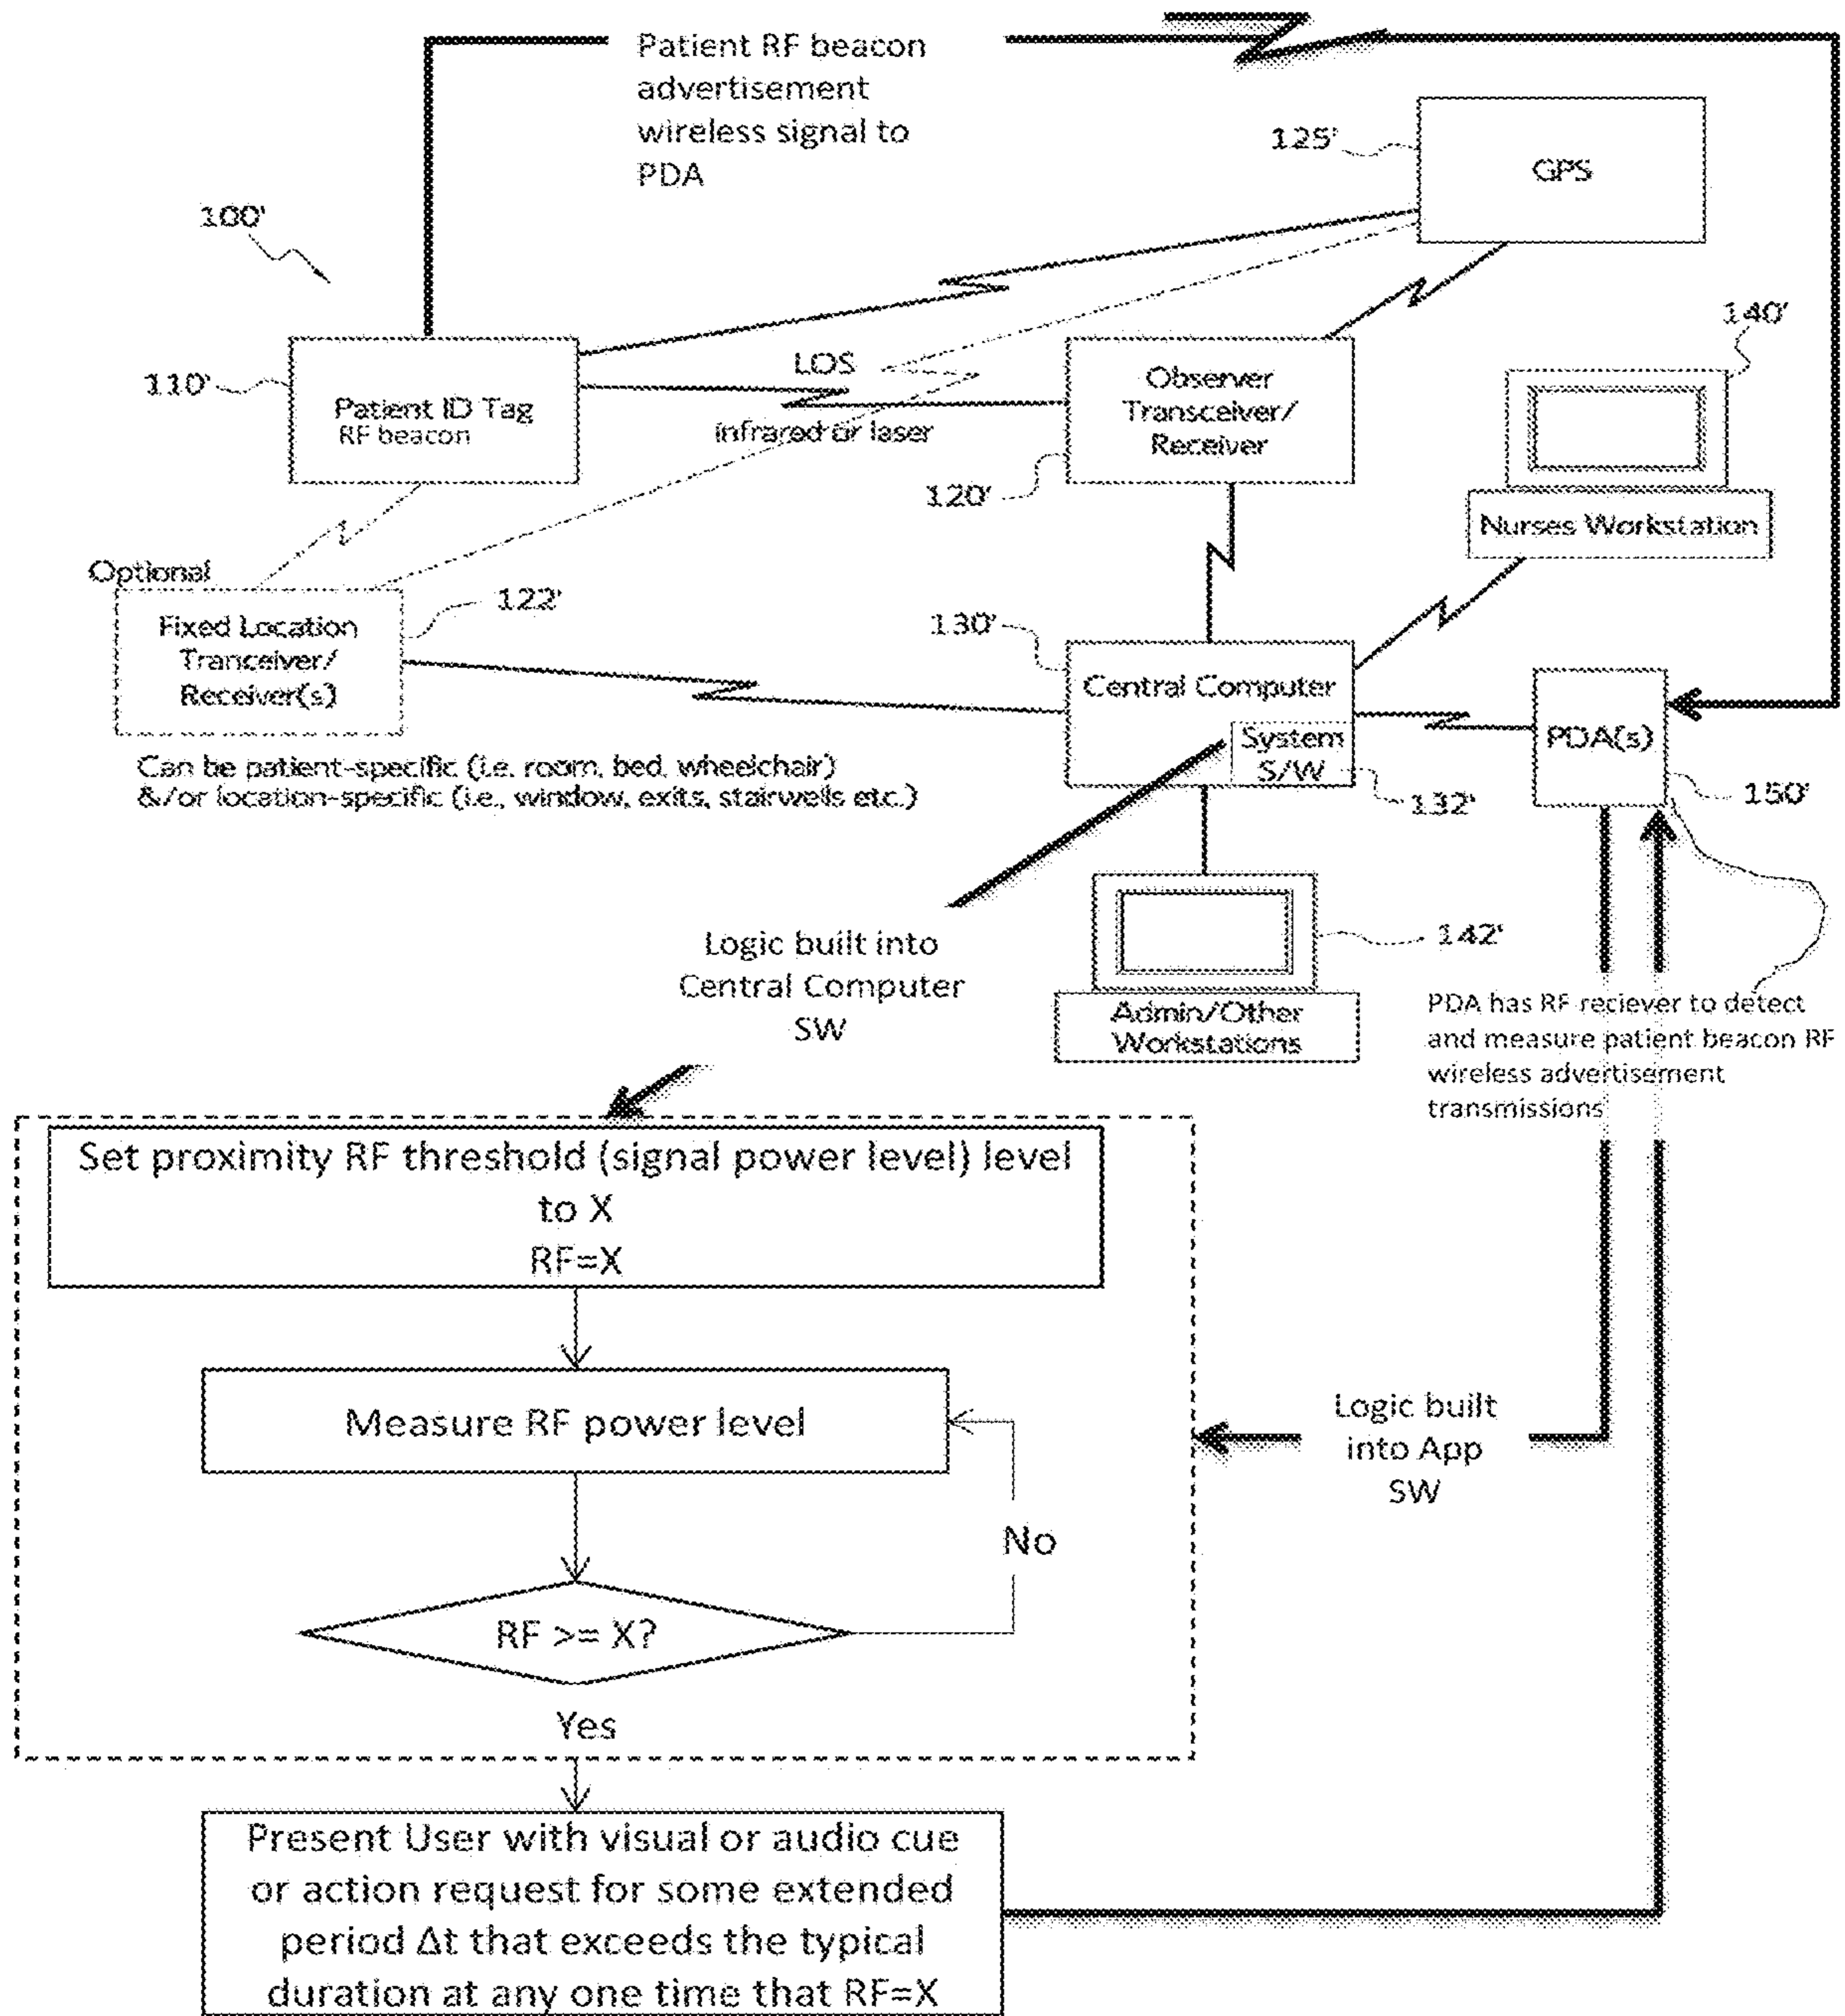 Patient RF beacon
advertisement
wireless signal to
PDA
125'
GPS
100'
140'
110'
Patient ID Tag
RF beacon
LOS
infrared or laser
Observer
Transceiver/
Receiver
120'
Nurses Workstation
Optional
122'
Fixed Location
Tranceiver/
Receiver(s)
130'
Central Computer
System
S/W
132'
PDA(s)
150'
Can be patient-specific (i.e. room, bed, wheelchair)
&/or location-specific (i.e., window, exits, stairwells etc.)
Logic built into
Central Computer
SW
142'
Admin/Other
Workstations
PDA has RF reciever to detect
and measure patient beacon RF
wireless advertisement
transmissions
Set proximity RF threshold (signal power level) level
to X
RF=X
Measure RF power level
Logic built
into App
SW
No
RF >= X?
Yes
Present User with visual or audio cue
or action request for some extended
period Δt that exceeds the typical
duration at any one time that RF=X